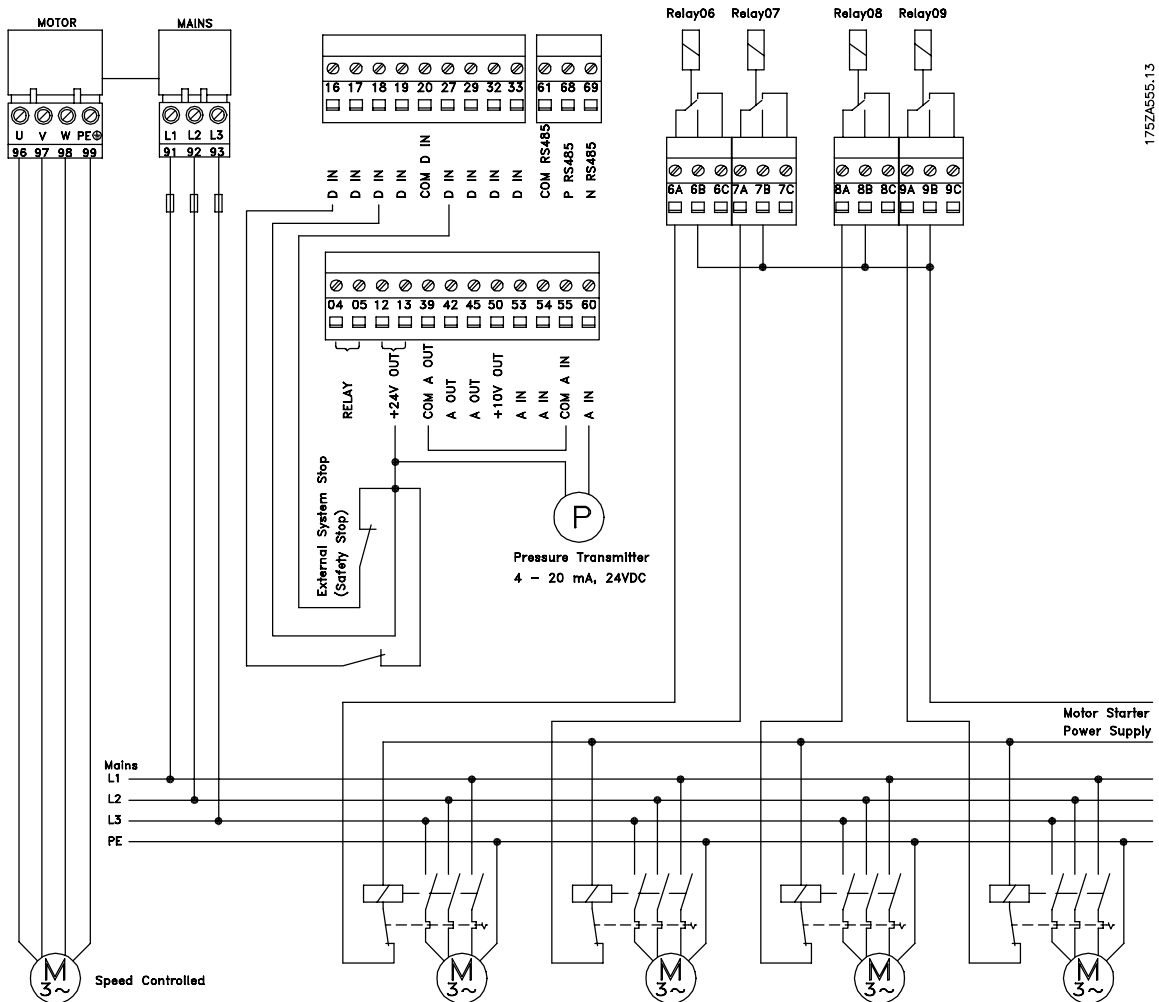 MOTOR
MAINS
Relay06 Relay07 Relay08 Relay09
175ZA555.13
U V W PE
96 97 98 99
L1 L2 L3
91 92 93
16 17 18 19 20 27 29 32 33
61 68 69
D IN
D IN
D IN
D IN
COM D IN
D IN
D IN
D IN
D IN
COM RS485
P RS485
N RS485
6A 6B 6C 7A 7B 7C
8A 8B 8C 9A 9B 9C
04 05 12 13 39 42 45 50 53 54 55 60
RELAY
+24V OUT
COM A OUT
A OUT
A OUT
+10V OUT
A IN
A IN
COM A IN
A IN
External System Stop
(Safety Stop)
P
Pressure Transmitter
4 – 20 mA, 24VDC
Motor Starter
Power Supply
Mains
L1
L2
L3
PE
M
3~
Speed Controlled
M
3~
M
3~
M
3~
M
3~